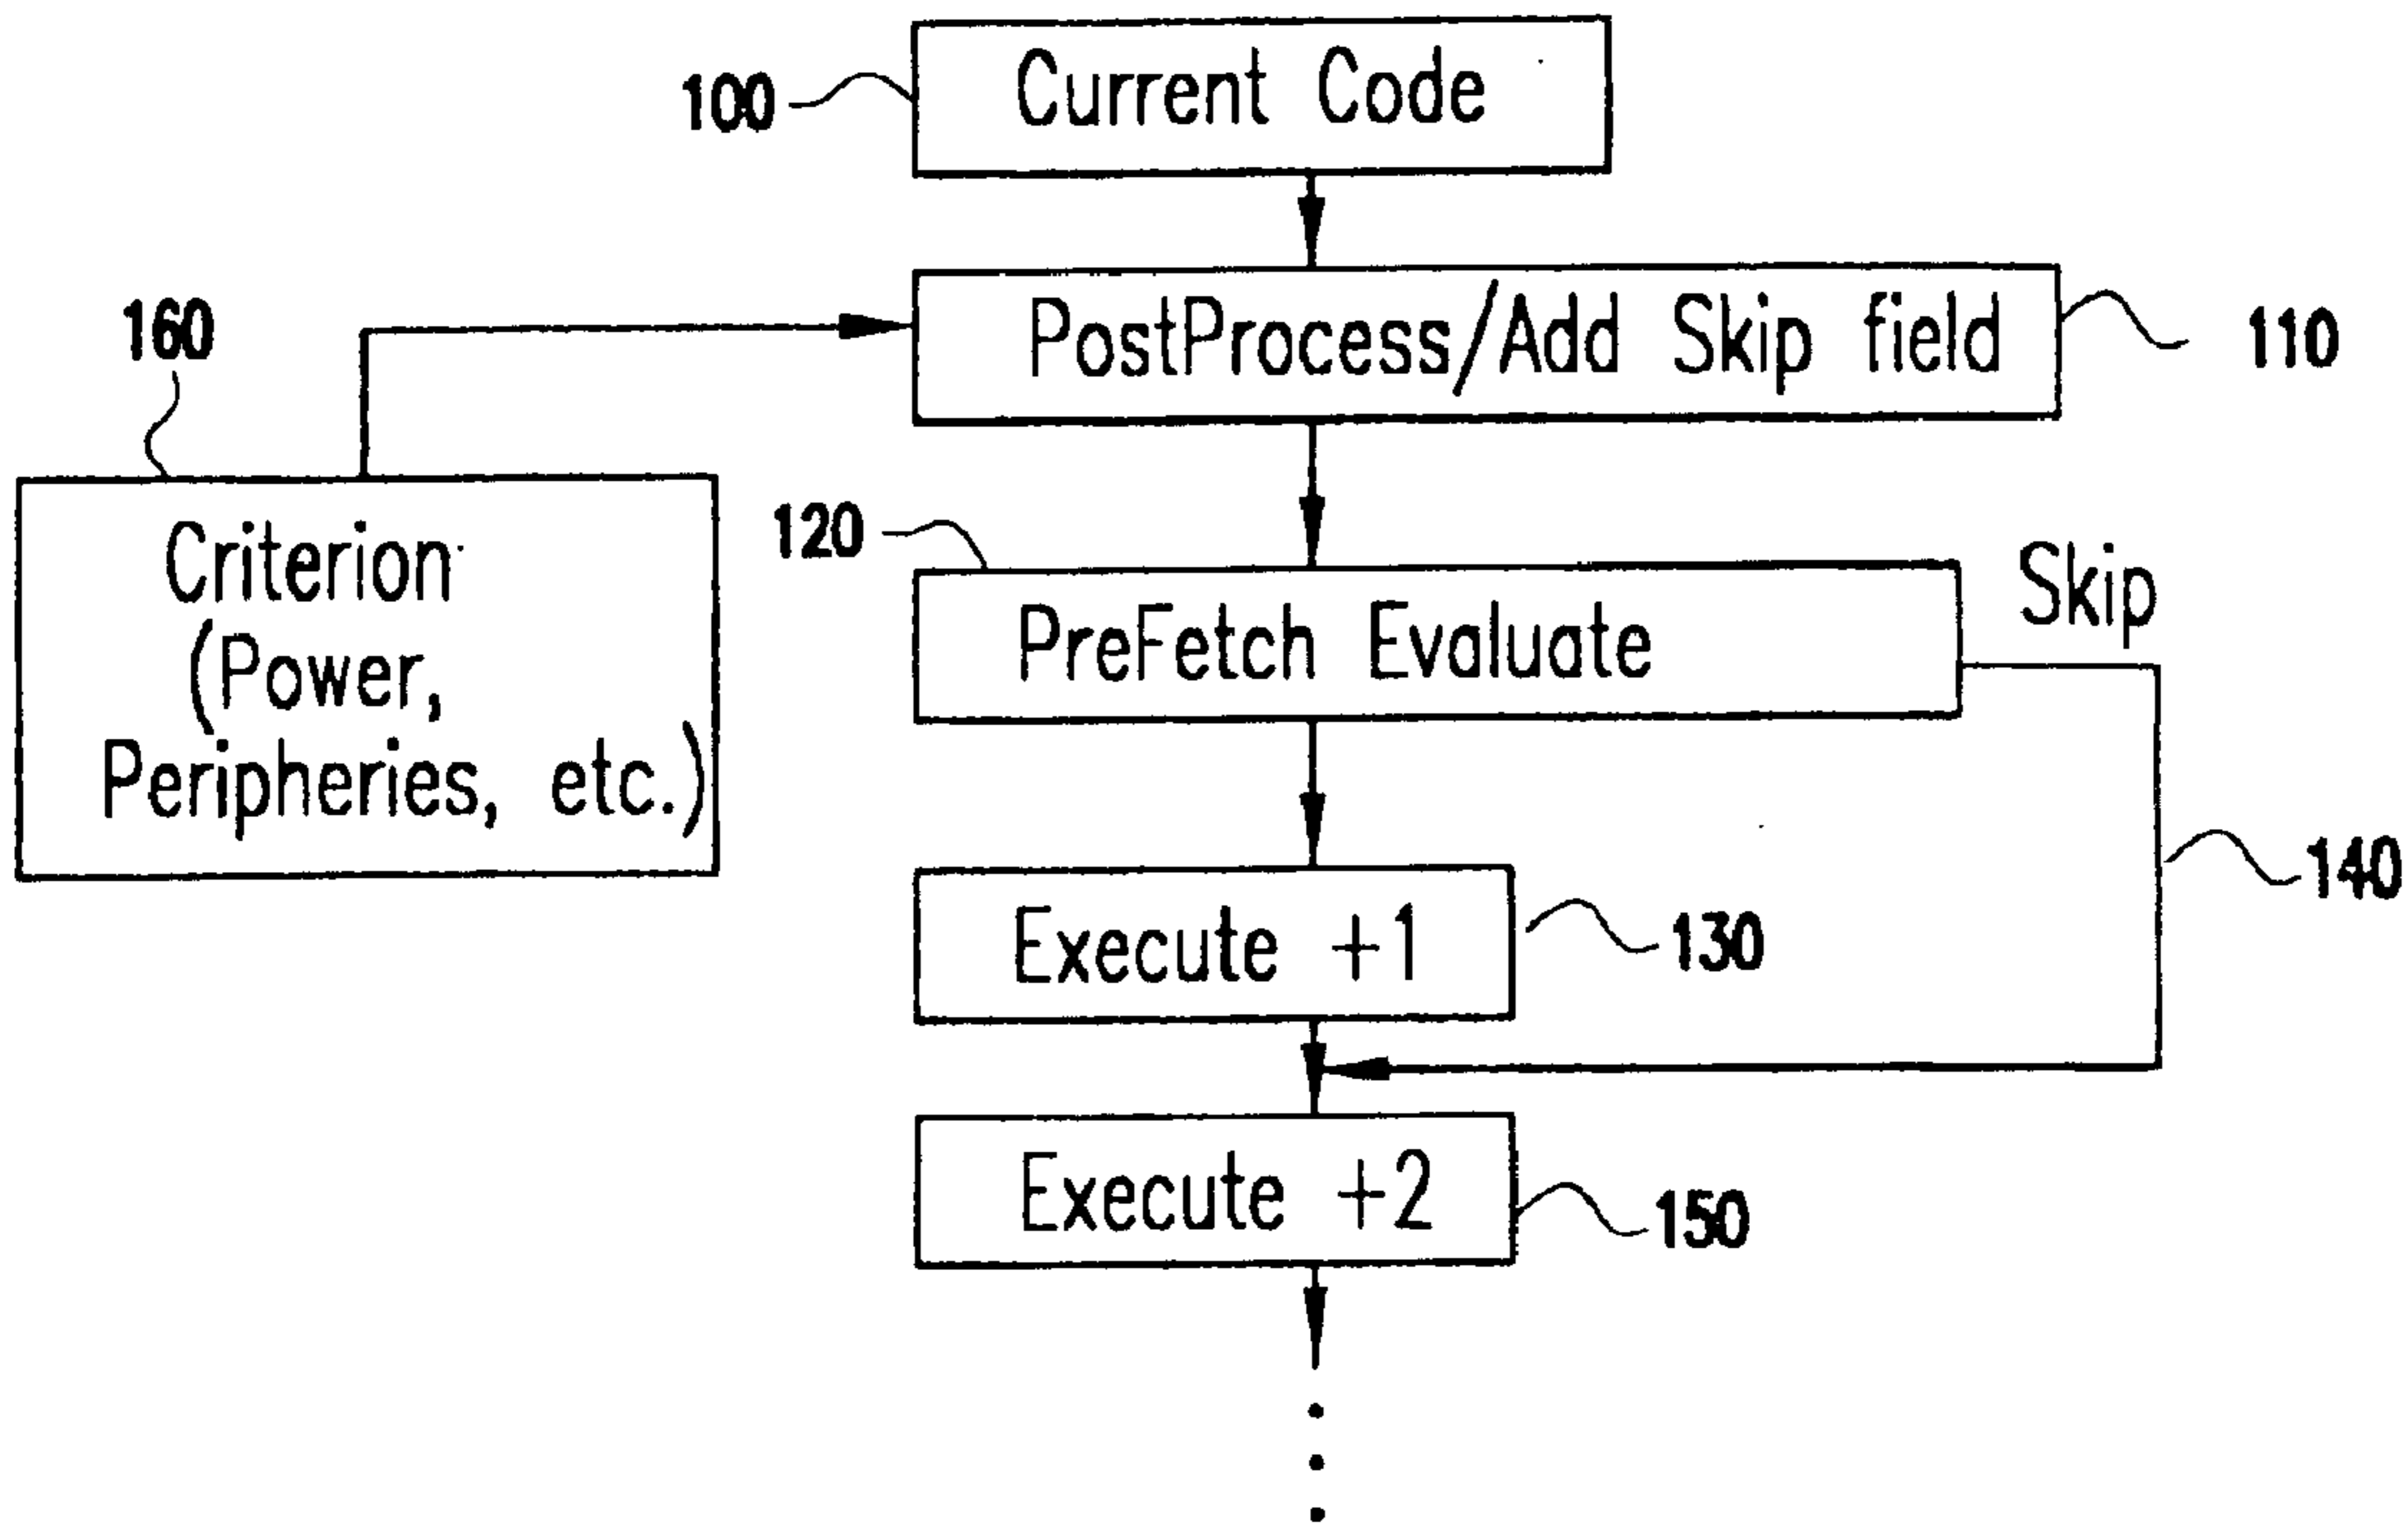 100
Current Code
160
PostProcess/Add Skip field
110
Criterion
(Power,
Peripheries, etc.)
120
PreFetch Evaluate
Skip
140
Execute +1
130
Execute +2
150